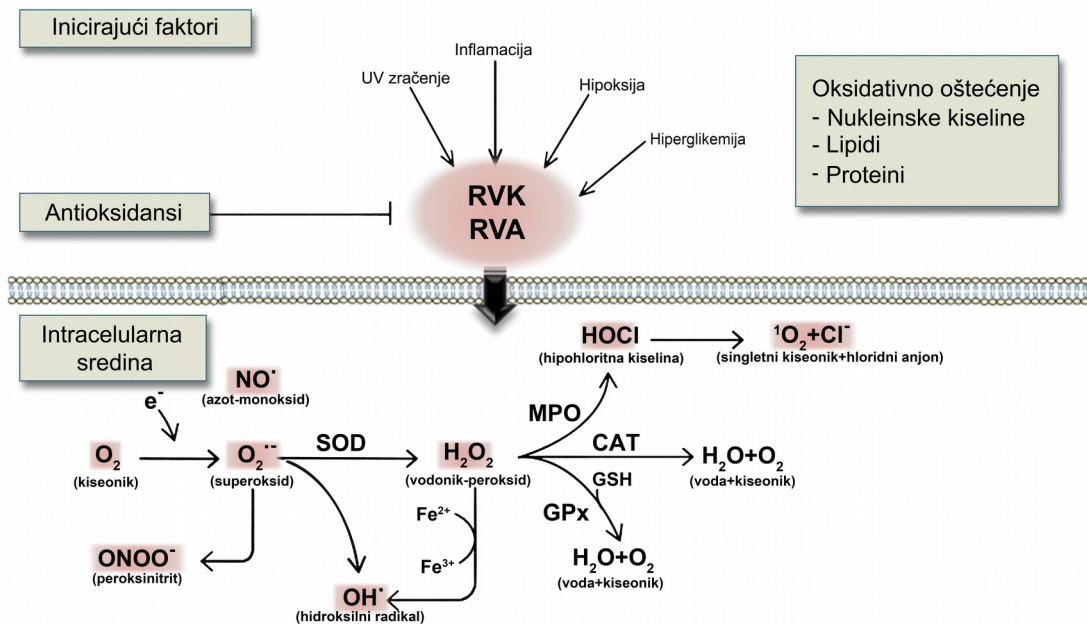 Inicirajući faktori
Inflamacija
UV zračenje
Hipoksija
Hiperglikemija
Oksidativno oštećenje
- Nukleinske kiseline
- Lipidi
- Proteini
Antioksidansi
RVK
RVA
Intracelularna
sredina
HOCl
(hipohloritna kiselina)
¹O₂+Cl⁻
(singletni kiseonik+hloridni anjon)
NO˙
(azot-monoksid)
e⁻
MPO
O₂
(kiseonik)
O₂˙˙⁻
(superoksid)
SOD
H₂O₂
(vodonik-peroksid)
CAT
H₂O+O₂
(voda+kiseonik)
GSH
GPx
Fe²⁺
Fe³⁺
ONOO⁻
(peroksinitrit)
H₂O+O₂
(voda+kiseonik)
OH˙
(hidroksilni radikal)